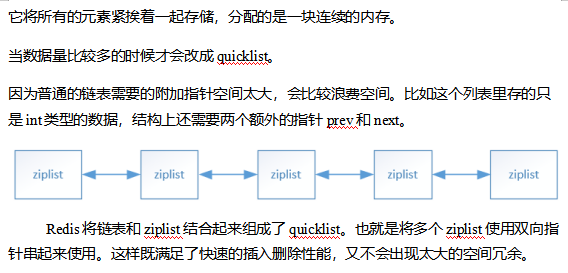 它将所有的元素紧挨着一起存储，分配的是一块连续的内存。
当数据量比较多的时候才会改成 quicklist。
因为普通的链表需要的附加指针空间太大，会比较浪费空间。比如这个列表里存的只
是 int 类型的数据，结构上还需要两个额外的指针 prev 和 next。
ziplist ziplist ziplist ziplist ziplist
Redis 将链表和 ziplist 结合起来组成了 quicklist。也就是将多个 ziplist 使用双向指
针串起来使用。这样既满足了快速的插入删除性能，又不会出现太大的空间冗余。